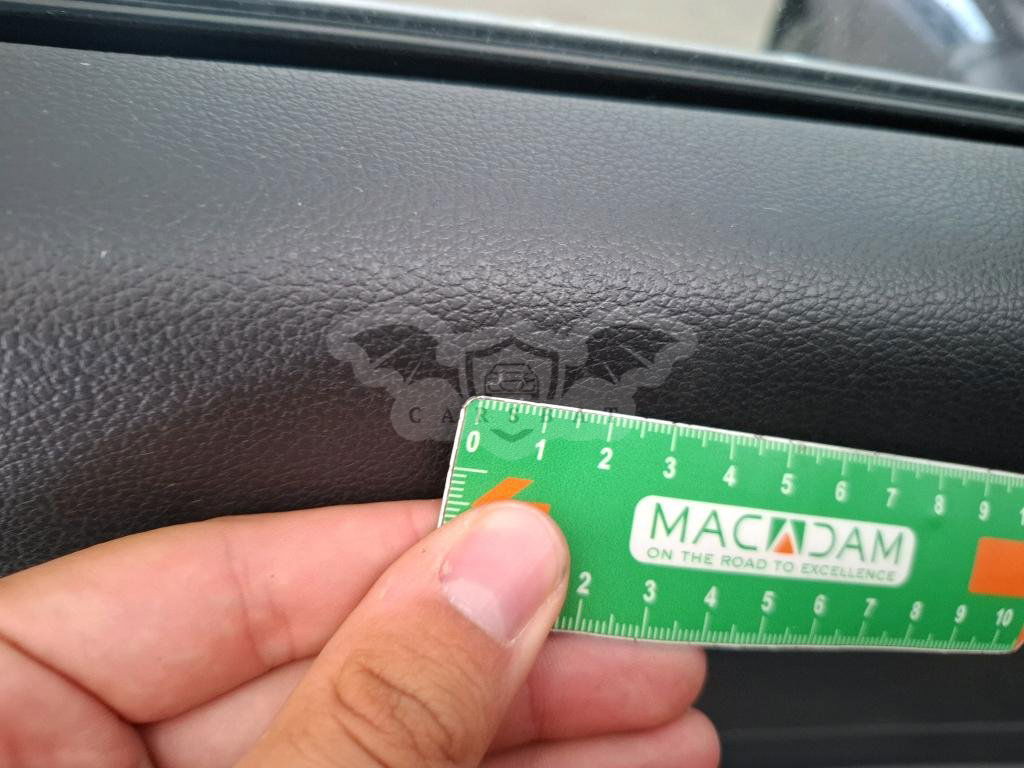 CARSBAT
0 1 2 3 4 5 6 7 8 9
MACADAM
ON THE ROAD TO EXCELLENCE
2 3 4 5 6 7 8 9 10